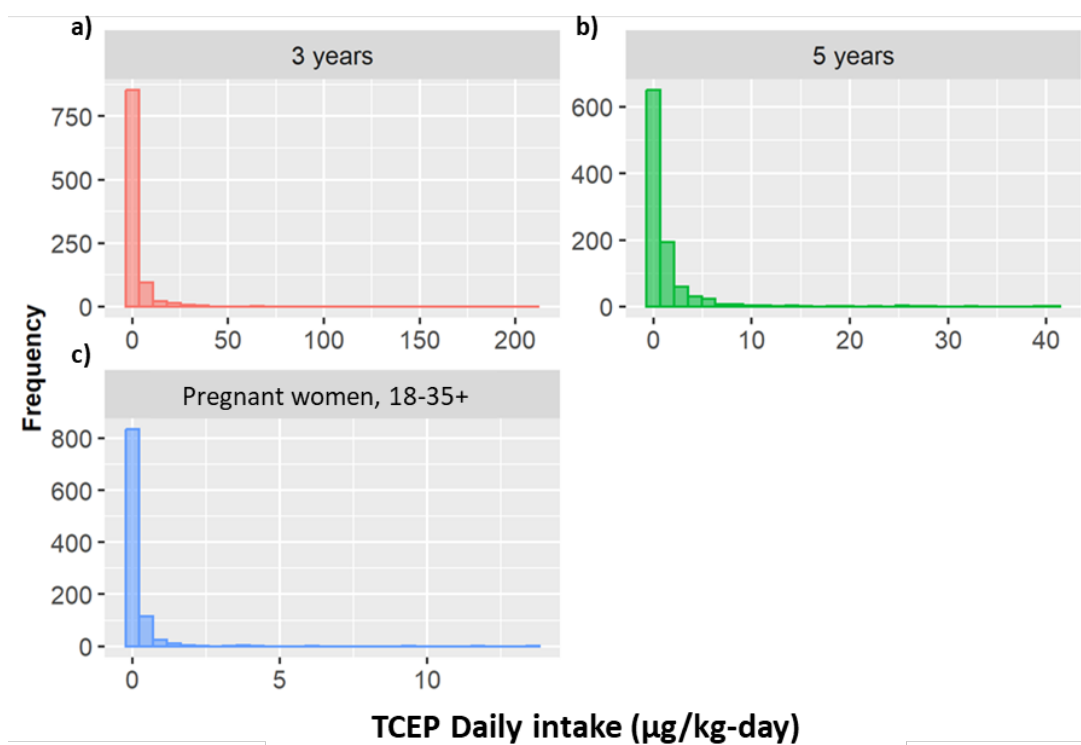 a)
3 years
750
500
250
0
0 50 100 150 200
b)
5 years
600
400
200
0
0 10 20 30 40
c)
Pregnant women, 18-35+
800
600
400
200
0
0 5 10
Frequency
TCEP Daily intake (µg/kg-day)